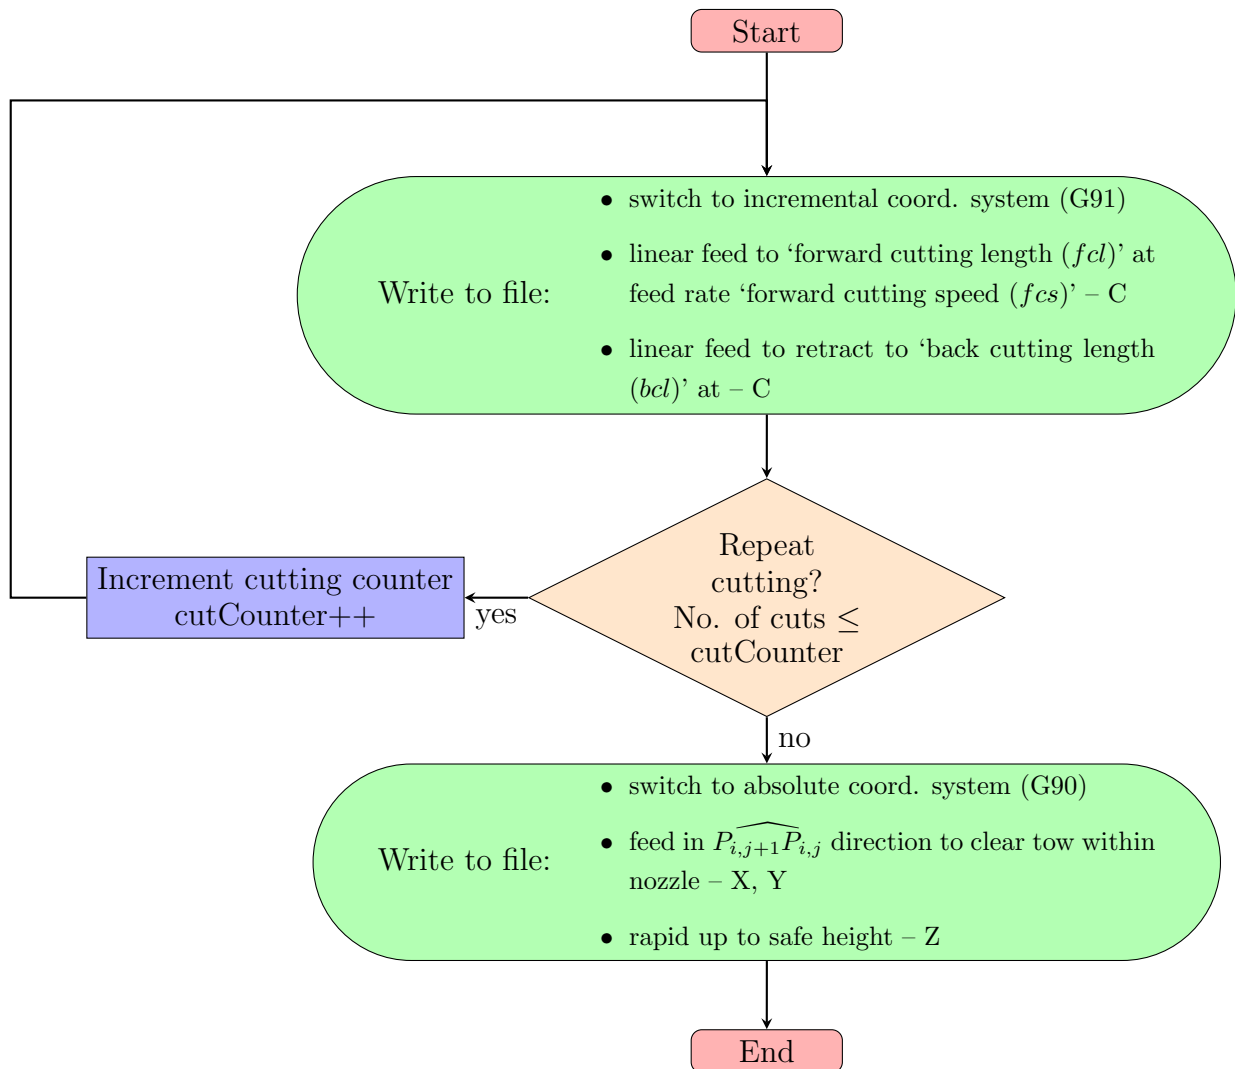 Start
• switch to incremental coord. system (G91)
• linear feed to ‘forward cutting length (fcl)’ at
Write to file:
feed rate ‘forward cutting speed (fcs)’ – C
• linear feed to retract to ‘back cutting length
(bcl)’ at – C
Repeat
cutting?
No. of cuts ≤
cutCounter
Increment cutting counter
cutCounter++
yes
no
• switch to absolute coord. system (G90)
• feed in $\widehat{P_{i,j+1}P_{i,j}}$ direction to clear tow within
Write to file:
nozzle – X, Y
• rapid up to safe height – Z
End